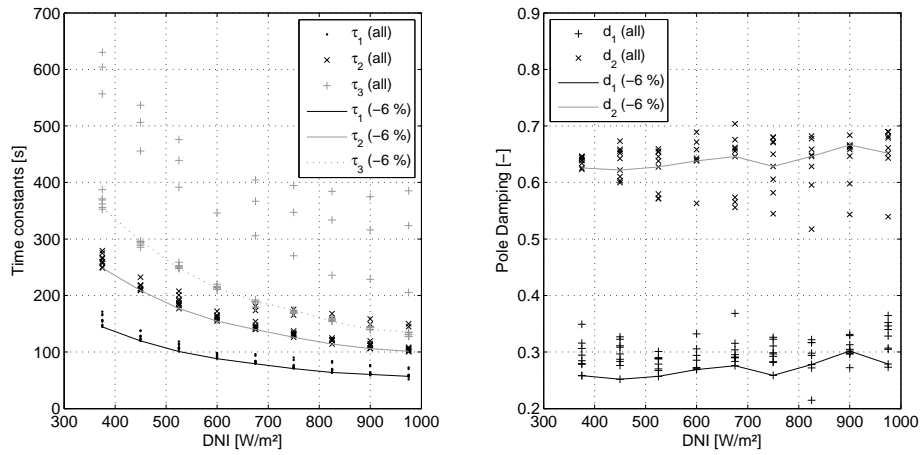 700
600
500
400
300
200
100
0
300 400 500 600 700 800 900 1000
DNI [W/m²]
Time constants [s]
τ1 (all)
τ2 (all)
τ3 (all)
τ1 (−6 %)
τ2 (−6 %)
τ3 (−6 %)
0.9
0.8
0.7
0.6
0.5
0.4
0.3
0.2
300 400 500 600 700 800 900 1000
DNI [W/m²]
Pole Damping [−]
d1 (all)
d2 (all)
d1 (−6 %)
d2 (−6 %)